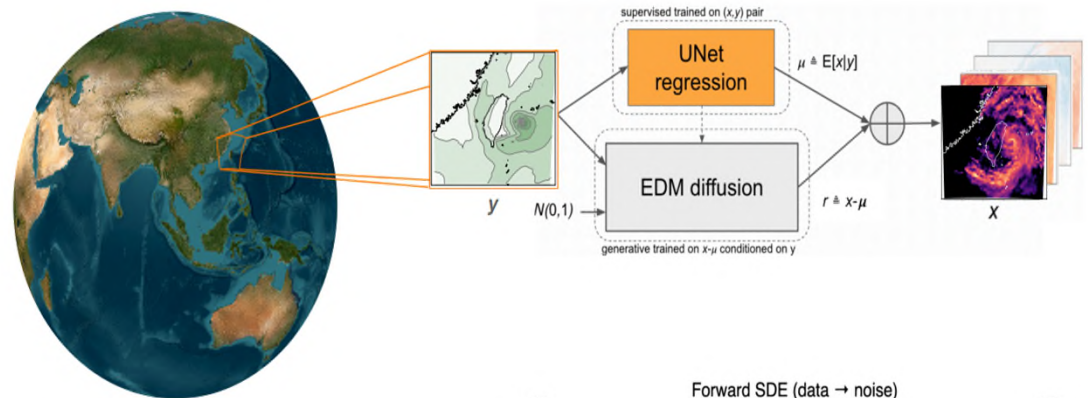 supervised trained on (x,y) pair
UNet
regression
μ ≜ E[x|y]
EDM diffusion
y
N(0,1)
r ≜ x-μ
x
generative trained on x-μ conditioned on y
Forward SDE (data → noise)